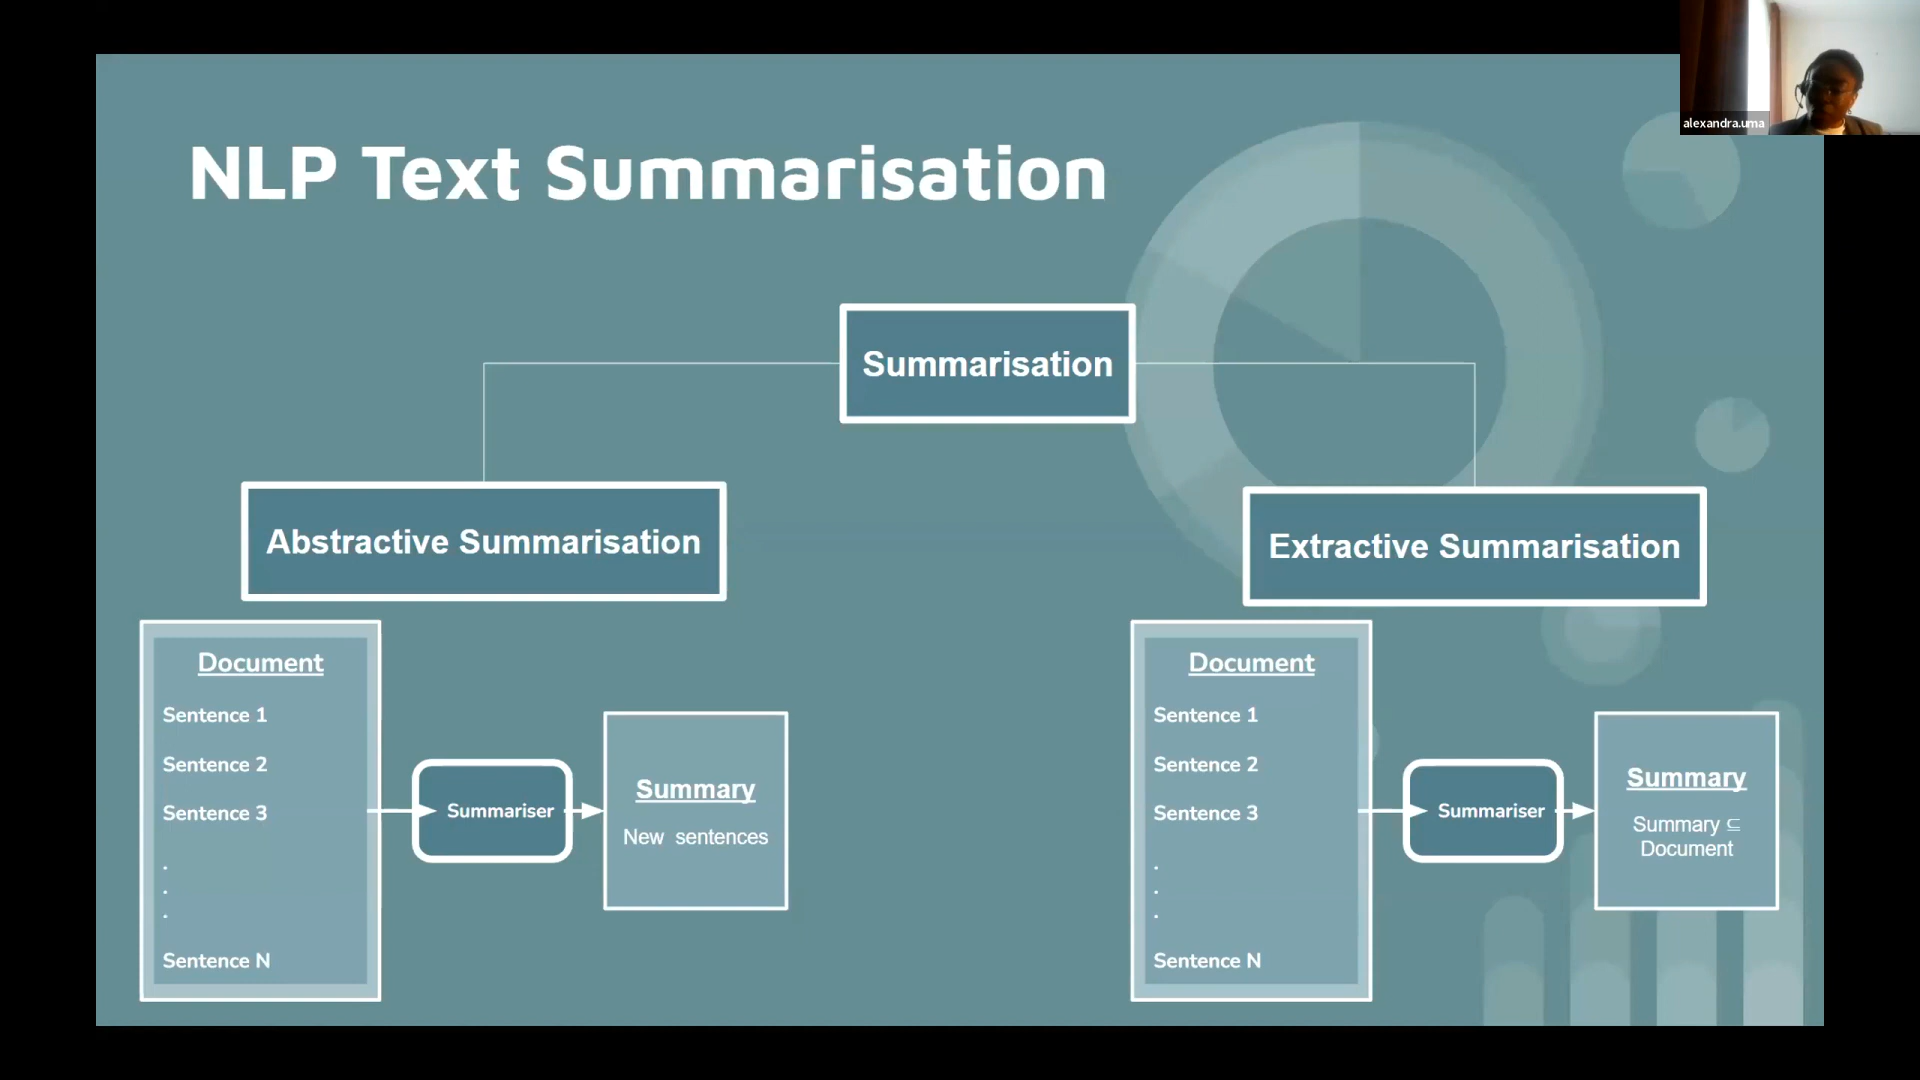 alexandra.uma
NLP Text Summarisation
Summarisation
Abstractive Summarisation
Extractive Summarisation
Document
Sentence 1
Sentence 2
Sentence 3
.
.
.
Sentence N
Summariser
Summary
New sentences
Document
Sentence 1
Sentence 2
Sentence 3
.
.
.
Sentence N
Summariser
Summary
Summary ⊆
Document